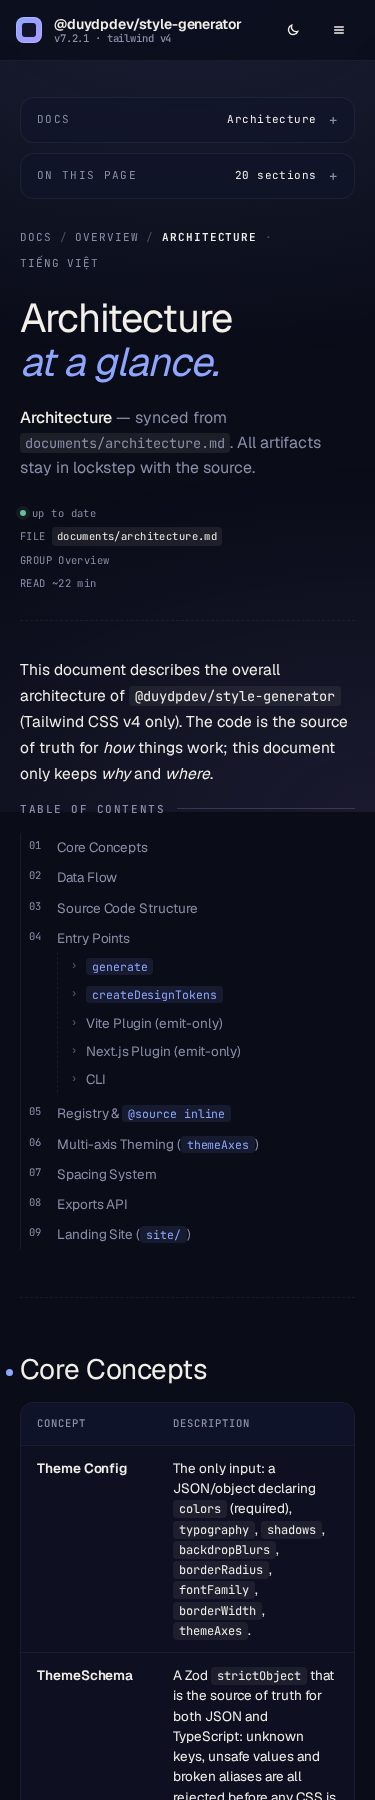 @duydpdev/style-generator
v7.2.1 · tailwind v4
DOCS Architecture +
ON THIS PAGE 20 sections +
DOCS / OVERVIEW / ARCHITECTURE ·
TIẾNG VIỆT
Architecture
at a glance.
Architecture — synced from
documents/architecture.md. All artifacts
stay in lockstep with the source.
up to date
FILE documents/architecture.md
GROUP Overview
READ ~22 min
This document describes the overall
architecture of @duydpdev/style-generator
(Tailwind CSS v4 only). The code is the source
of truth for how things work; this document
only keeps why and where.
TABLE OF CONTENTS
01 Core Concepts
02 Data Flow
03 Source Code Structure
04 Entry Points
› generate
› createDesignTokens
› Vite Plugin (emit-only)
› Next.js Plugin (emit-only)
› CLI
05 Registry & @source inline
06 Multi-axis Theming (themeAxes)
07 Spacing System
08 Exports API
09 Landing Site (site/)
Core Concepts
CONCEPT DESCRIPTION
Theme Config The only input: a
JSON/object declaring
colors (required),
typography, shadows,
backdropBlurs,
borderRadius,
fontFamily,
borderWidth,
themeAxes.
ThemeSchema A Zod strictObject that
is the source of truth for
both JSON and
TypeScript: unknown
keys, unsafe values and
broken aliases are all
rejected before any CSS is